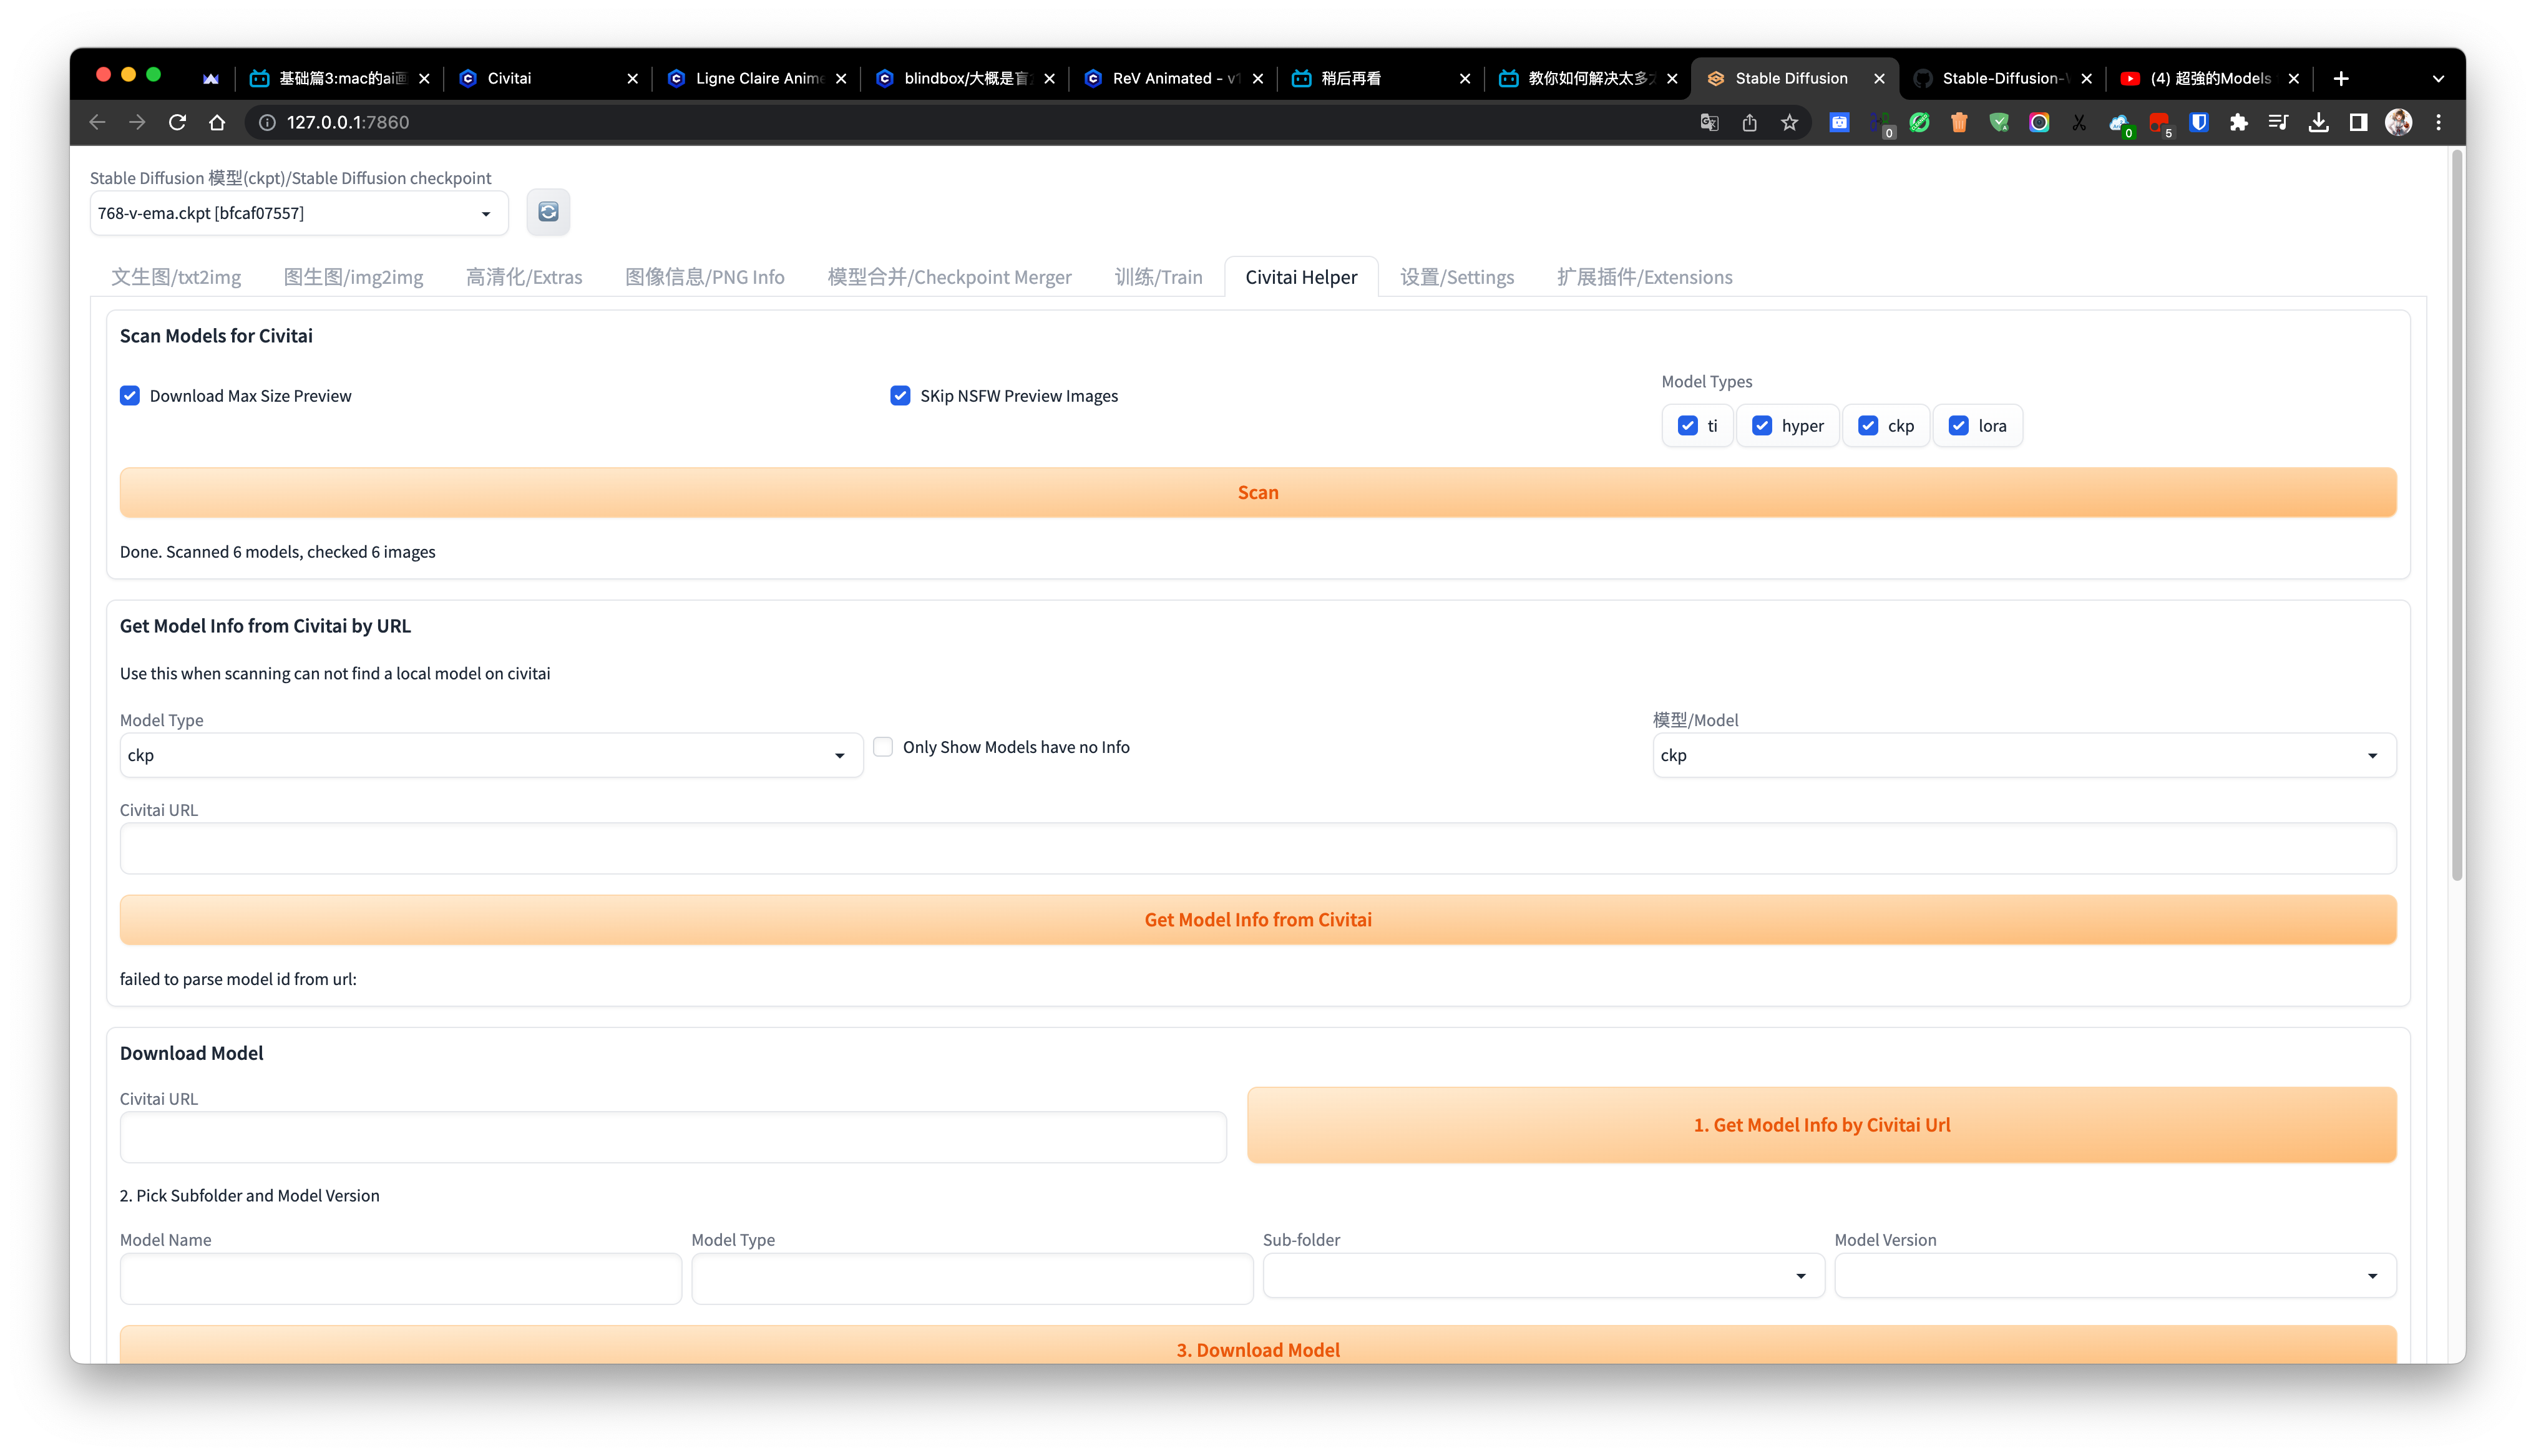 基础篇3:mac的ai画
Civitai
Ligne Claire Anime
blindbox/大概是盲
ReV Animated - v1
稍后再看
教你如何解决太多
Stable Diffusion
Stable-Diffusion-
(4) 超強的Models
127.0.0.1:7860
0
0
5
Stable Diffusion 模型(ckpt)/Stable Diffusion checkpoint
768-v-ema.ckpt [bfcaf07557]
文生图/txt2img
图生图/img2img
高清化/Extras
图像信息/PNG Info
模型合并/Checkpoint Merger
训练/Train
Civitai Helper
设置/Settings
扩展插件/Extensions
Scan Models for Civitai
Download Max Size Preview
SKip NSFW Preview Images
Model Types
ti
hyper
ckp
lora
Scan
Done. Scanned 6 models, checked 6 images
Get Model Info from Civitai by URL
Use this when scanning can not find a local model on civitai
Model Type
ckp
Only Show Models have no Info
模型/Model
ckp
Civitai URL
Get Model Info from Civitai
failed to parse model id from url:
Download Model
Civitai URL
1. Get Model Info by Civitai Url
2. Pick Subfolder and Model Version
Model Name
Model Type
Sub-folder
Model Version
3. Download Model